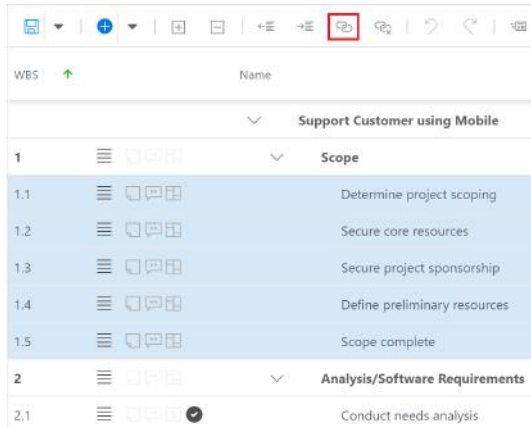 WBS Name
Support Customer using Mobile
1 Scope
1.1 Determine project scoping
1.2 Secure core resources
1.3 Secure project sponsorship
1.4 Define preliminary resources
1.5 Scope complete
2 Analysis/Software Requirements
2.1 Conduct needs analysis